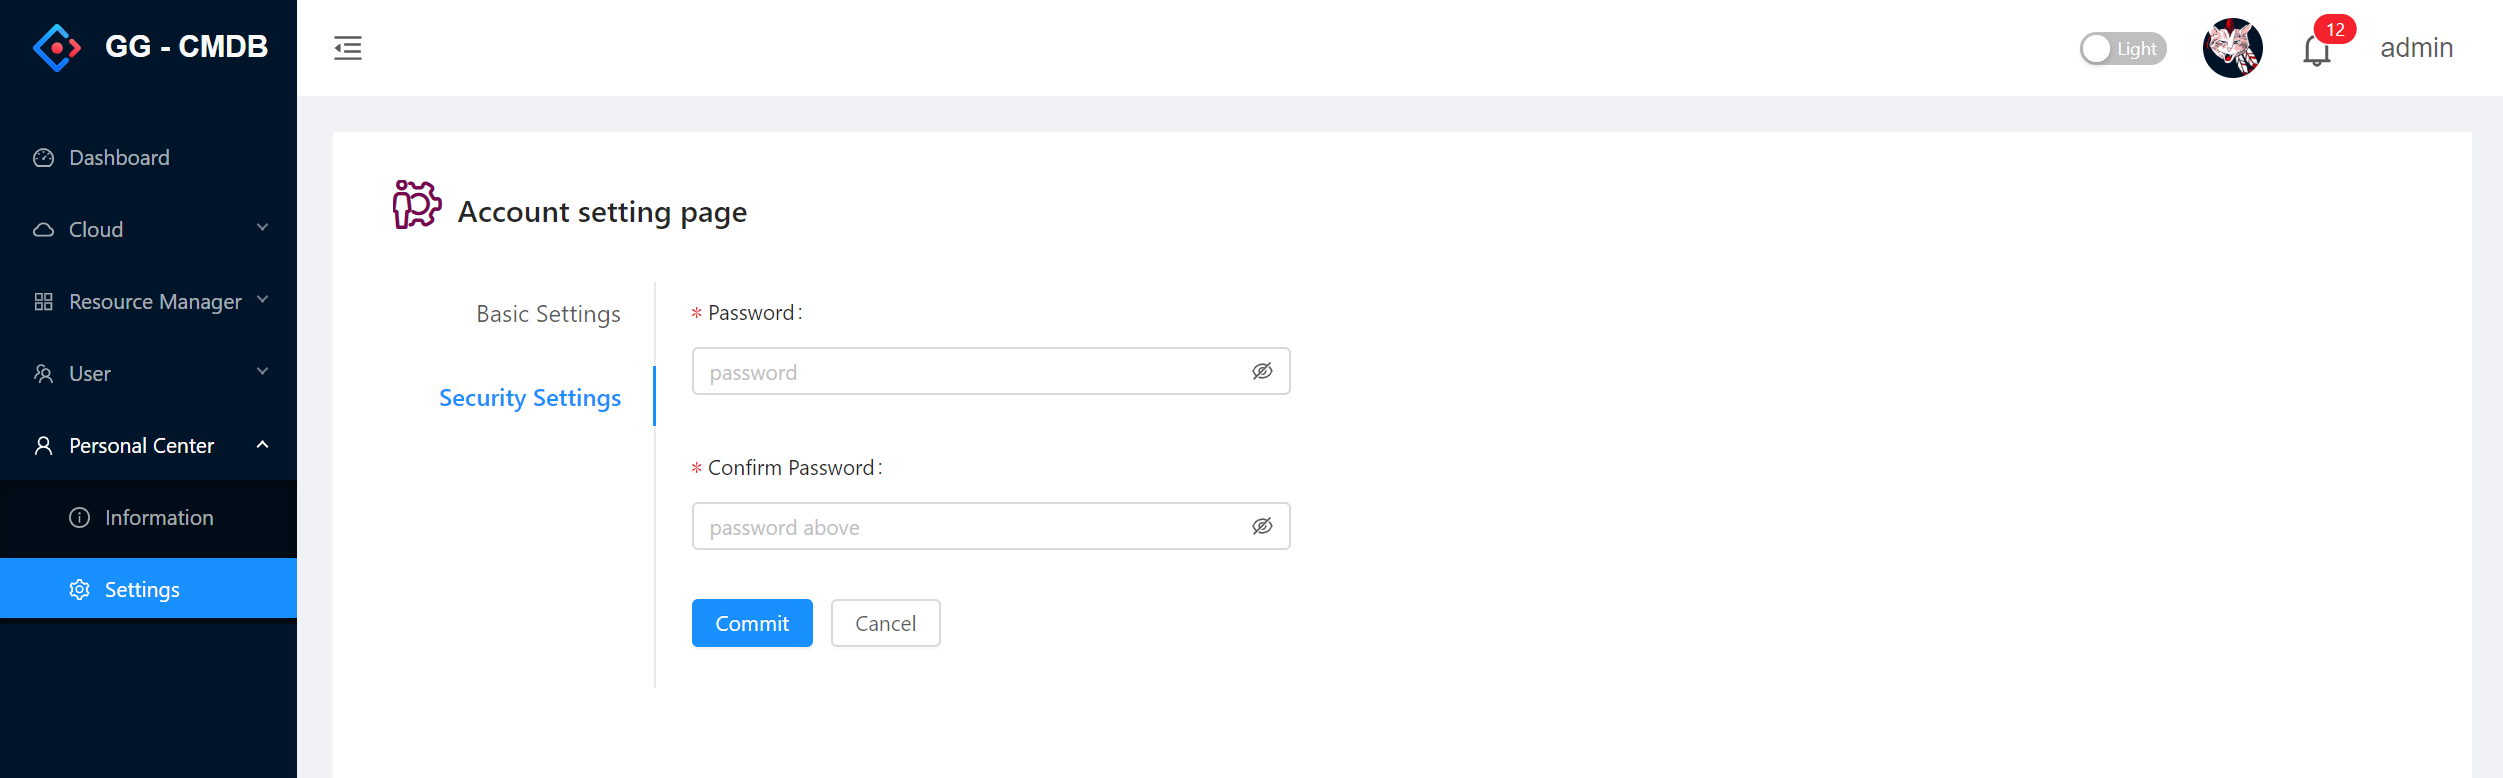 GG - CMDB
Light
12
admin
Dashboard
Cloud
Resource Manager
User
Personal Center
Information
Settings
Account setting page
Basic Settings
Security Settings
* Password:
password
* Confirm Password:
password above
Commit
Cancel